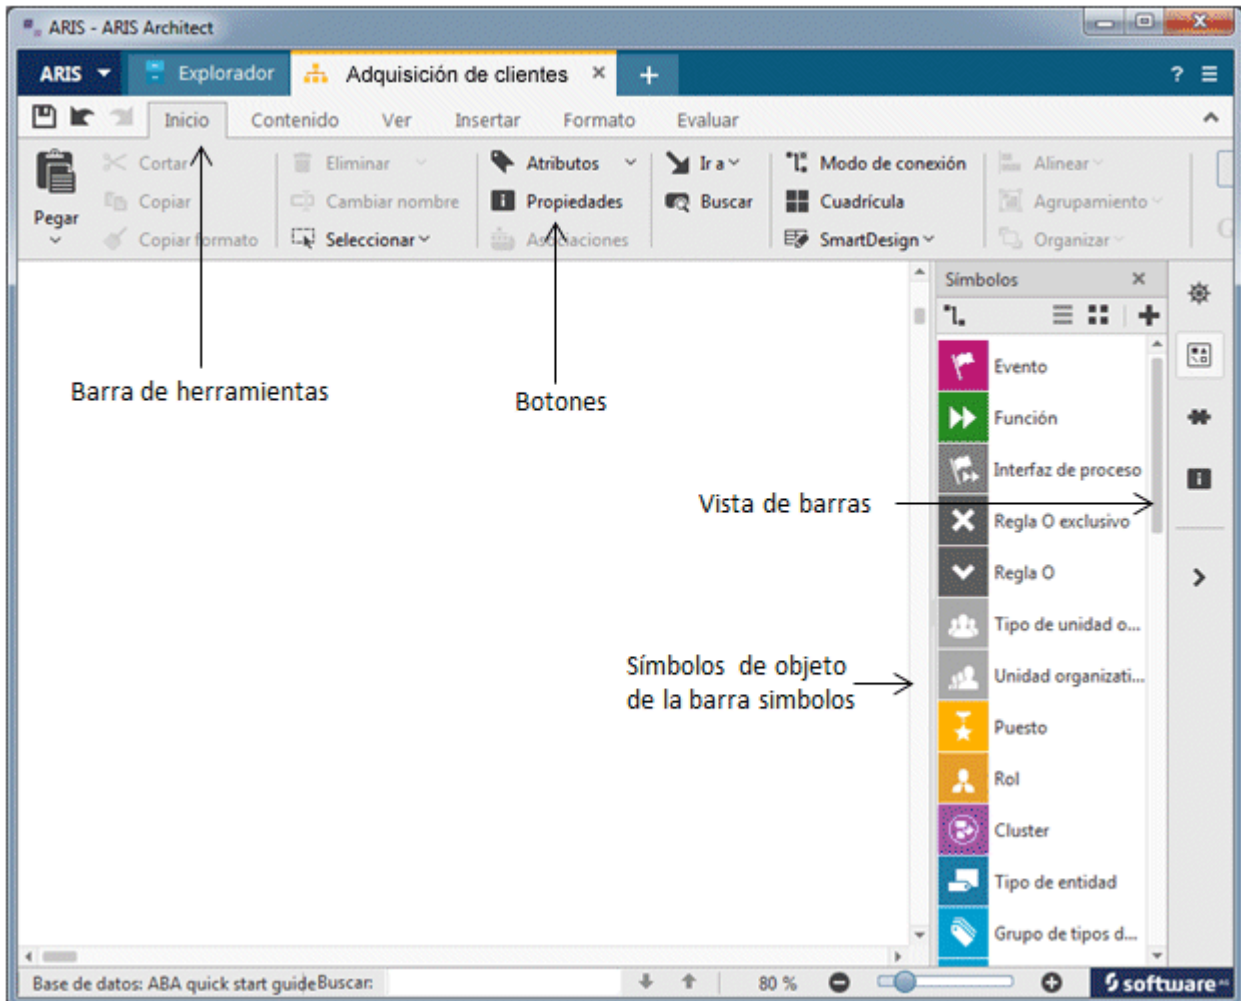 ARIS - ARIS Architect
ARIS Explorador Adquisición de clientes × + ?
Inicio Contenido Ver Insertar Formato Evaluar
Cortar Eliminar Atributos Ir a Modo de conexión Alinear
Copiar Cambiar nombre Propiedades Buscar Cuadrícula Agrupamiento
Pegar
Copiar formato Seleccionar Asociaciones SmartDesign Organizar
Símbolos
Evento
Barra de herramientas
Botones
Función
Interfaz de proceso
Vista de barras
Regla O exclusivo
Regla O
Tipo de unidad o...
Símbolos de objeto
de la barra simbolos
Unidad organizati...
Puesto
Rol
Cluster
Tipo de entidad
Grupo de tipos d...
Base de datos: ABA quick start guide Buscar: 80 % software AG